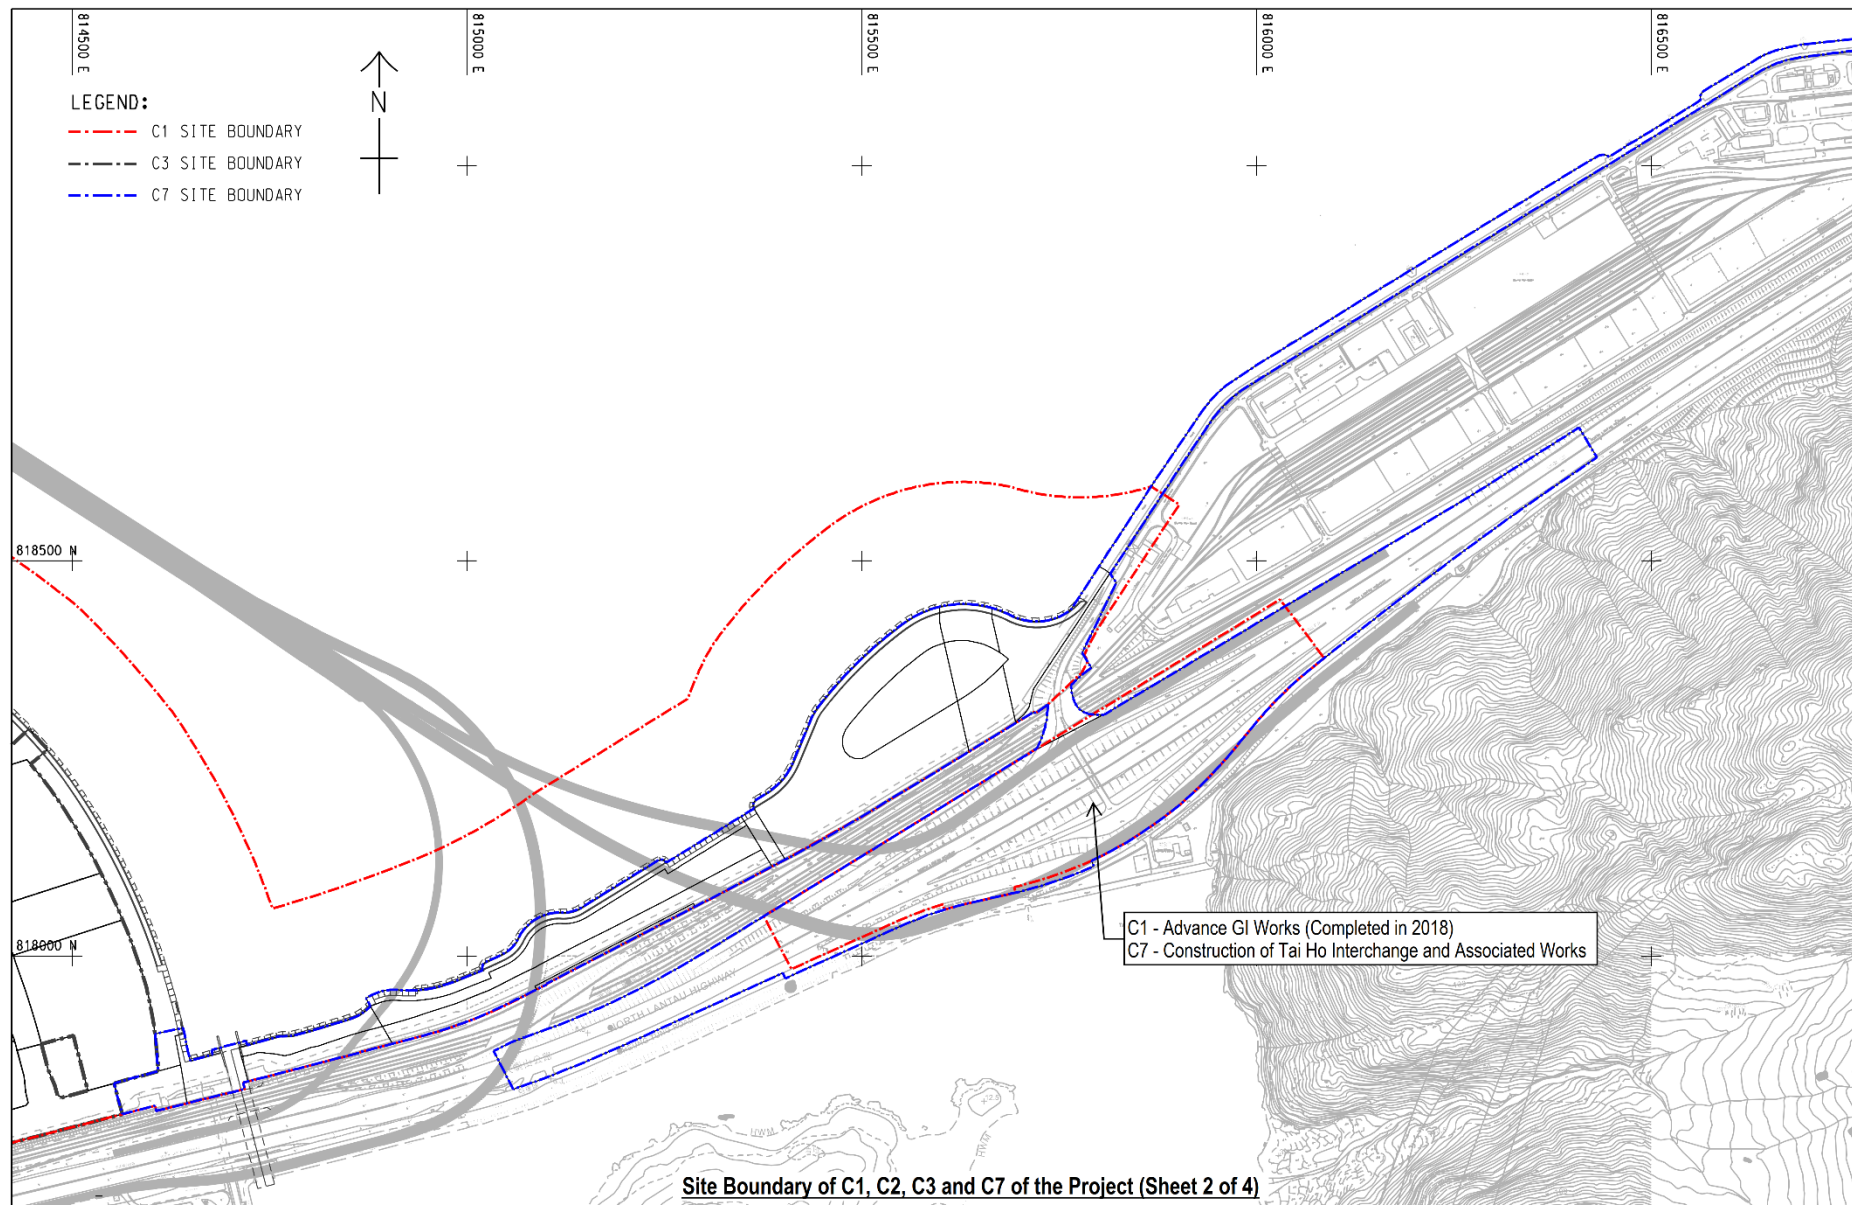 814500 E
815000 E
815500 E
816000 E
816500 E
LEGEND:
C1 SITE BOUNDARY
C3 SITE BOUNDARY
C7 SITE BOUNDARY
N
818500 N
818000 N
C1 - Advance GI Works (Completed in 2018)
C7 - Construction of Tai Ho Interchange and Associated Works
NORTH LANTAU HIGHWAY
HWM
HWM
Site Boundary of C1, C2, C3 and C7 of the Project (Sheet 2 of 4)